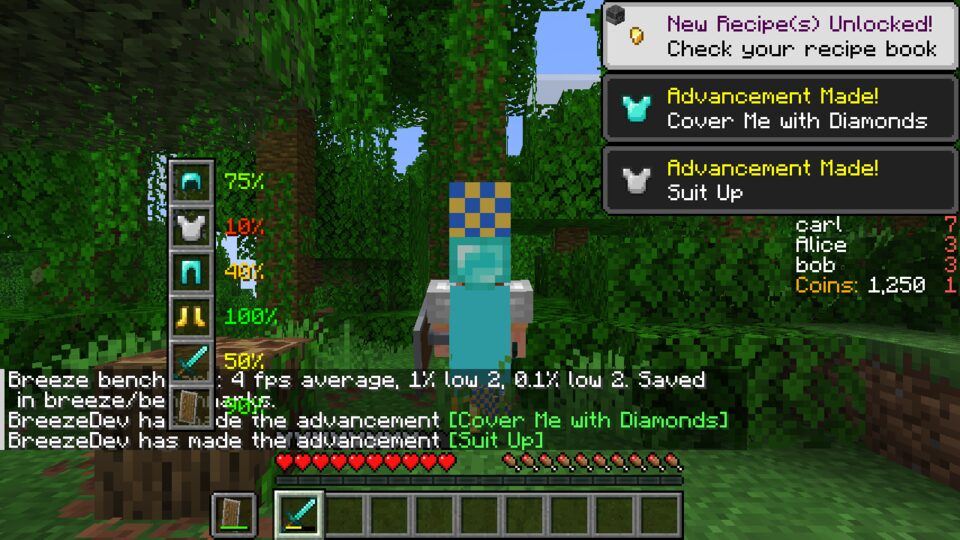 New Recipe(s) Unlocked!
Check your recipe book
Advancement Made!
Cover Me with Diamonds
Advancement Made!
Suit Up
carl 7
Alice 3
bob 3
Coins: 1,250 1
75%
10%
40%
100%
50%
90%
Breeze bench : 4 fps average, 1% low 2, 0.1% low 2. Saved
in breeze/be marks.
BreezeDev ha de the advancement [Cover Me with Diamonds]
BreezeDev has made the advancement [Suit Up]